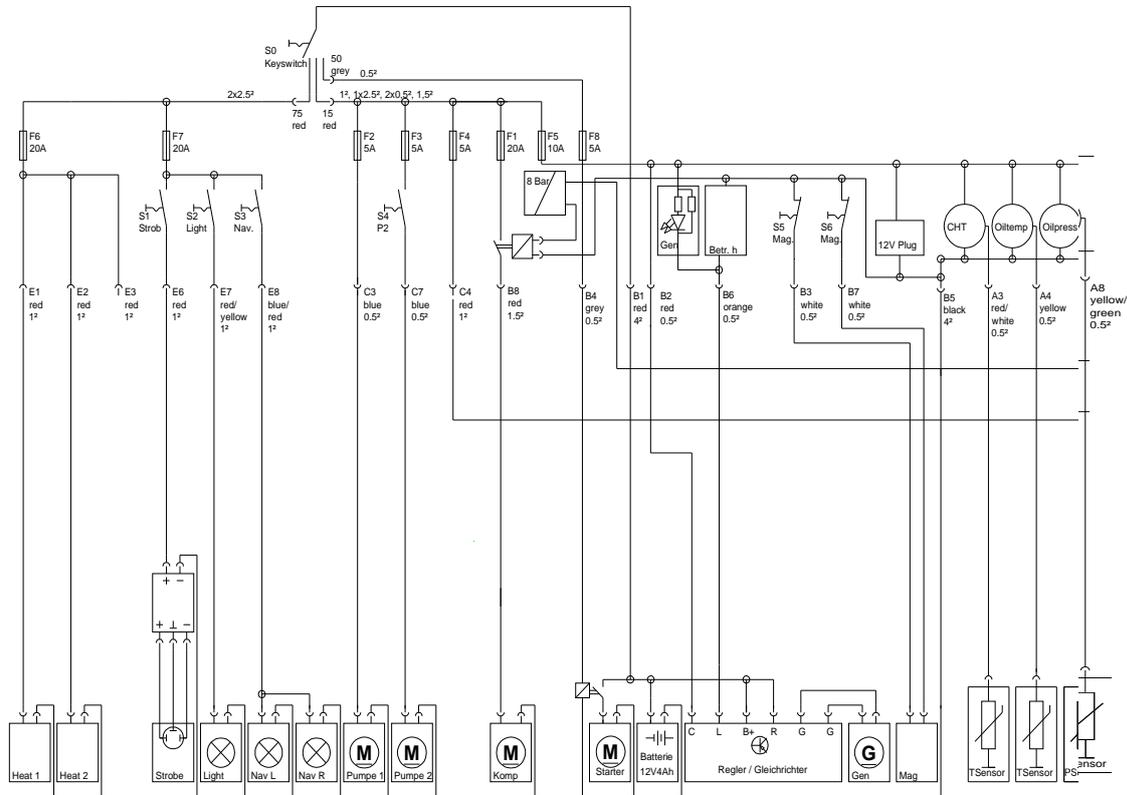 S0
Keyswitch
50
grey
0.5²
2x2.5²
1², 1x2.5², 2x0,5², 1,5²
75
red
15
red
F6
20A
F7
20A
F2
5A
F3
5A
F4
5A
F1
20A
F5
10A
F8
5A
8 Bar
S1
Strob
S2
Light
S3
Nav.
S4
P2
Gen
Betr. h
S5
Mag.
S6
Mag.
12V Plug
CHT
Oiltemp
Oilpress
E1
red
1²
E2
red
1²
E3
red
1²
E6
red
1²
E7
red/
yellow
1²
E8
blue/
red
1²
C3
blue
0.5²
C7
blue
0.5²
C4
red
1²
B8
red
1.5²
B4
grey
0.5²
B1
red
4²
B2
red
0.5²
B6
orange
0.5²
B3
white
0.5²
B7
white
0.5²
B5
black
4²
A3
red/
white
0.5²
A4
yellow
0.5²
A8
yellow/
green
0.5²
+ −
+ ⊥ −
Heat 1
Heat 2
Strobe
Light
Nav L
Nav R
M
Pumpe 1
M
Pumpe 2
M
Komp
M
Starter
Batterie
12V4Ah
C L B+ R G G
Regler / Gleichrichter
G
Gen
Mag
TSensor
TSensor
PS
ensor